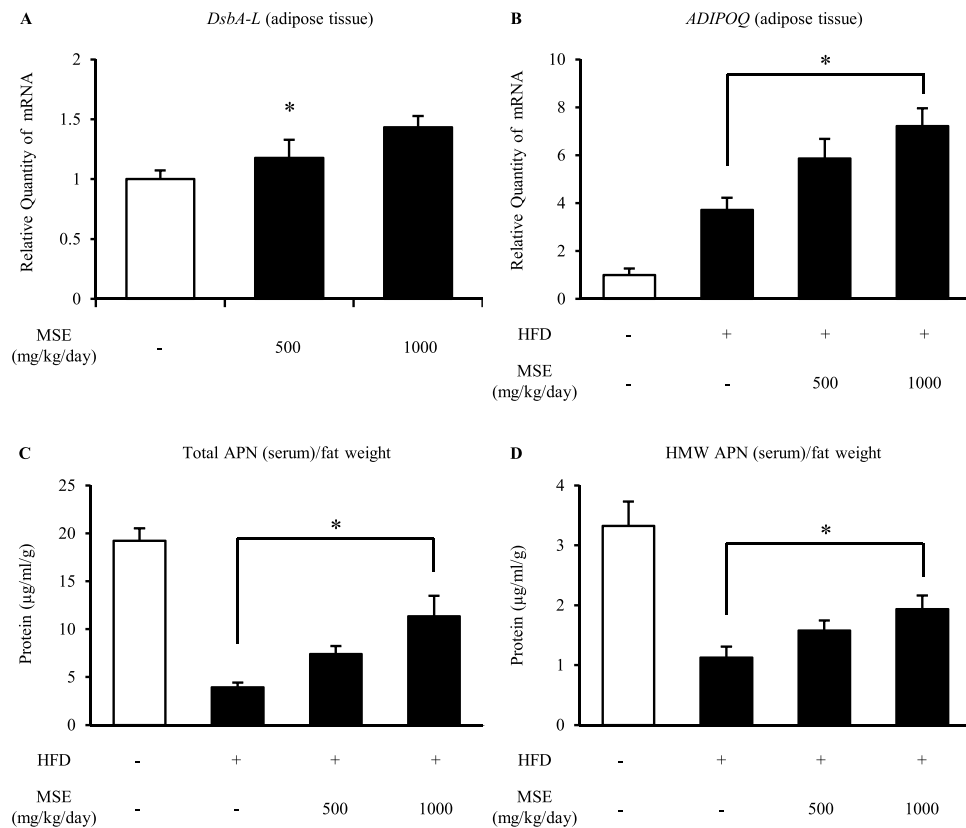 A
DsbA-L (adipose tissue)
Relative Quantity of mRNA
2
1.5
1
0.5
0
*
MSE
(mg/kg/day)
- 500 1000
B
ADIPOQ (adipose tissue)
Relative Quantity of mRNA
10
8
6
4
2
0
*
HFD - + + +
MSE
(mg/kg/day)
- - 500 1000
C
Total APN (serum)/fat weight
Protein (µg/ml/g)
25
20
15
10
5
0
*
HFD - + + +
MSE
(mg/kg/day)
- - 500 1000
D
HMW APN (serum)/fat weight
Protein (µg/ml/g)
4
3
2
1
0
*
HFD - + + +
MSE
(mg/kg/day)
- - 500 1000